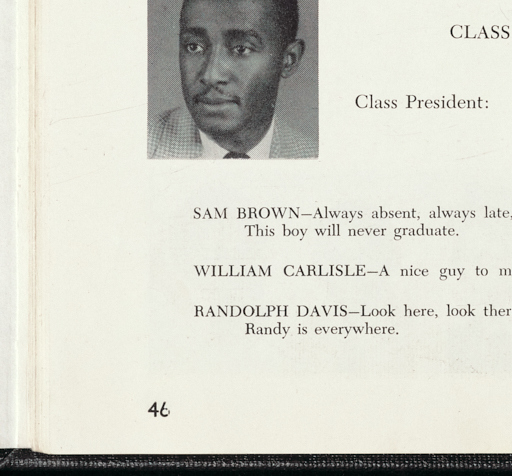 CLASS
Class President:
SAM BROWN—Always absent, always late,
This boy will never graduate.
WILLIAM CARLISLE—A nice guy to
RANDOLPH DAVIS—Look here, look
Randy is everywhere.
46